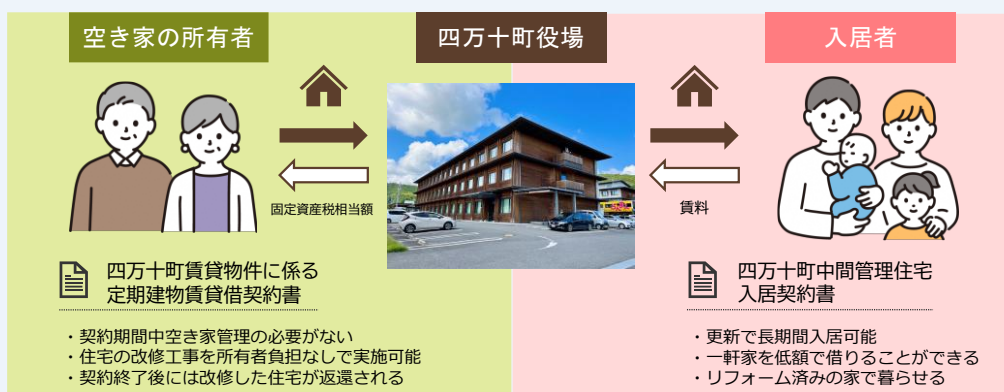 空き家の所有者
四万十町役場
入居者
固定資産税相当額
賃料
四万十町賃貸物件に係る
定期建物賃貸借契約書
・契約期間中空き家管理の必要がない
・住宅の改修工事を所有者負担なしで実施可能
・契約終了後には改修した住宅が返還される
四万十町中間管理住宅
入居契約書
・更新で長期間入居可能
・一軒家を低額で借りることができる
・リフォーム済みの家で暮らせる